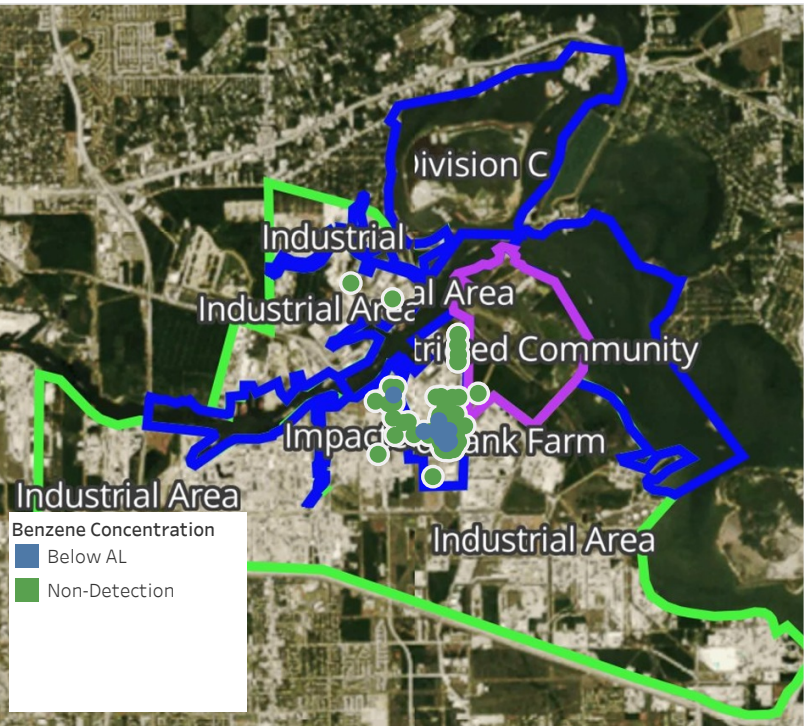 Division C
Industrial
al Area
Industrial Area
ed Community
Impac
ank Farm
Industrial Area
Industrial Area
Benzene Concentration
Below AL
Non-Detection